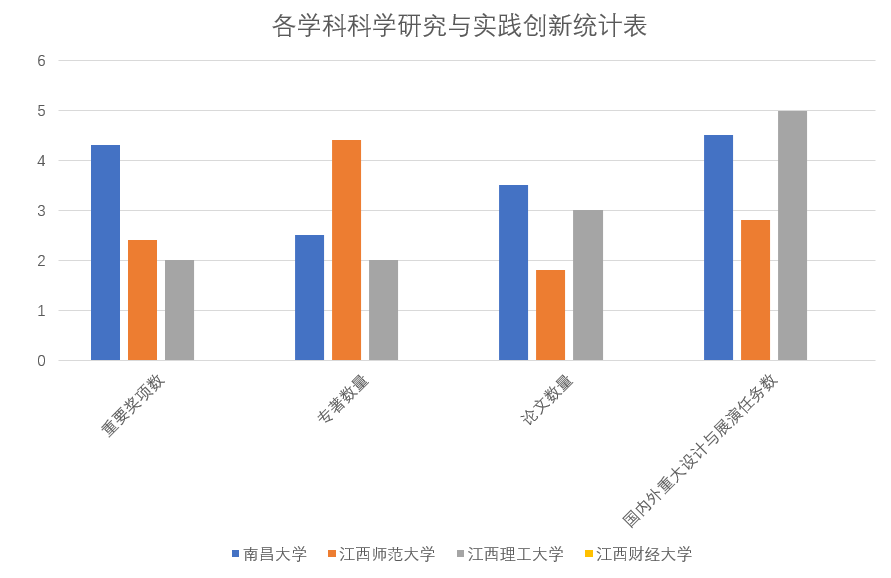 各学科科学研究与实践创新统计表
6
5
4
3
2
1
0
重要奖项数
专著数量
论文数量
国内外重大设计与展演任务数
南昌大学
江西师范大学
江西理工大学
江西财经大学